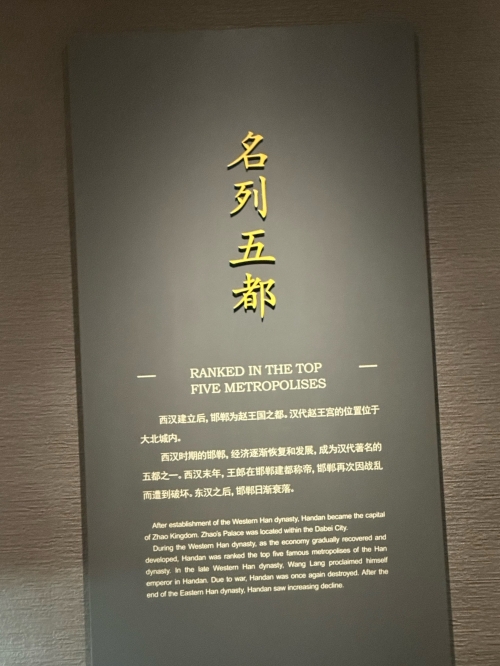 名列五都
RANKED IN THE TOP
FIVE METROPOLISES
西汉建立后，邯郸为赵王国之都。汉代赵王宫的位置位于
大北城内。
西汉时期的邯郸，经济逐渐恢复和发展，成为汉代著名的
五都之一。西汉末年，王郎在邯郸建都称帝，邯郸再次因战乱
而遭到破坏。东汉之后，邯郸日渐衰落。
After establishment of the Western Han dynasty, Handan became the capital
of Zhao Kingdom. Zhao's Palace was located within the Dabei City.
During the Western Han dynasty, as the economy gradually recovered and
developed, Handan was ranked the top five famous metropolises of the Han
dynasty. In the late Western Han dynasty, Wang Lang proclaimed himself
emperor in Handan. Due to war, Handan was once again destroyed. After the
end of the Eastern Han dynasty, Handan saw increasing decline.